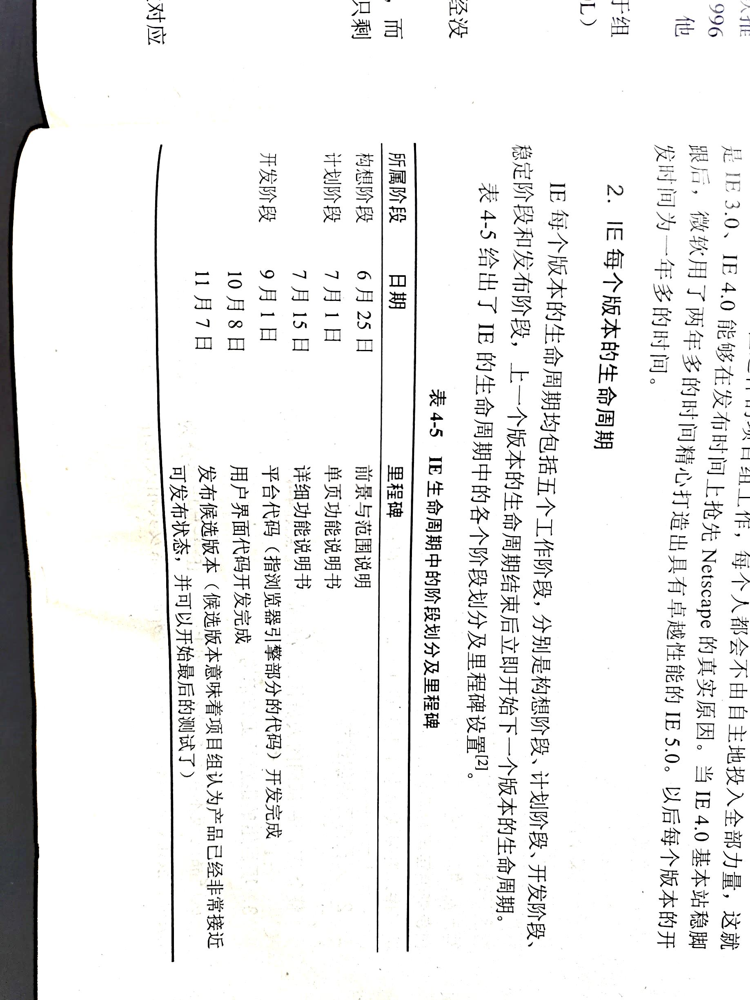 对应
只剩
，而
经没
OL）
于组
他
996
组工作，每个人都会不由自主地投入全部力量，这就
是 IE 3.0、IE 4.0 能够在发布时间上抢先 Netscape 的真实原因。当 IE 4.0 基本站稳脚
跟后，微软用了两年多的时间精心打造出具有卓越性能的 IE 5.0。以后每个版本的开
发时间为一年多的时间。
2. IE 每个版本的生命周期
IE 每个版本的生命周期均包括五个工作阶段，分别是构想阶段、计划阶段、开发阶段、
稳定阶段和发布阶段，上一个版本的生命周期结束后立即开始下一个版本的生命周期。
表 4-5 给出了 IE 的生命周期中的各个阶段划分及里程碑设置[2]。
表 4-5 IE 生命周期中的阶段划分及里程碑
所属阶段 日期 里程碑
构想阶段 6 月 25 日 前景与范围说明
计划阶段 7 月 1 日 单页功能说明书
7 月 15 日 详细功能说明书
开发阶段 9 月 1 日 平台代码（指浏览器引擎部分的代码）开发完成
10 月 8 日 用户界面代码开发完成
11 月 7 日 发布候选版本（候选版本意味着项目组认为产品已经非常接近
可发布状态，并可以开始最后的测试了）